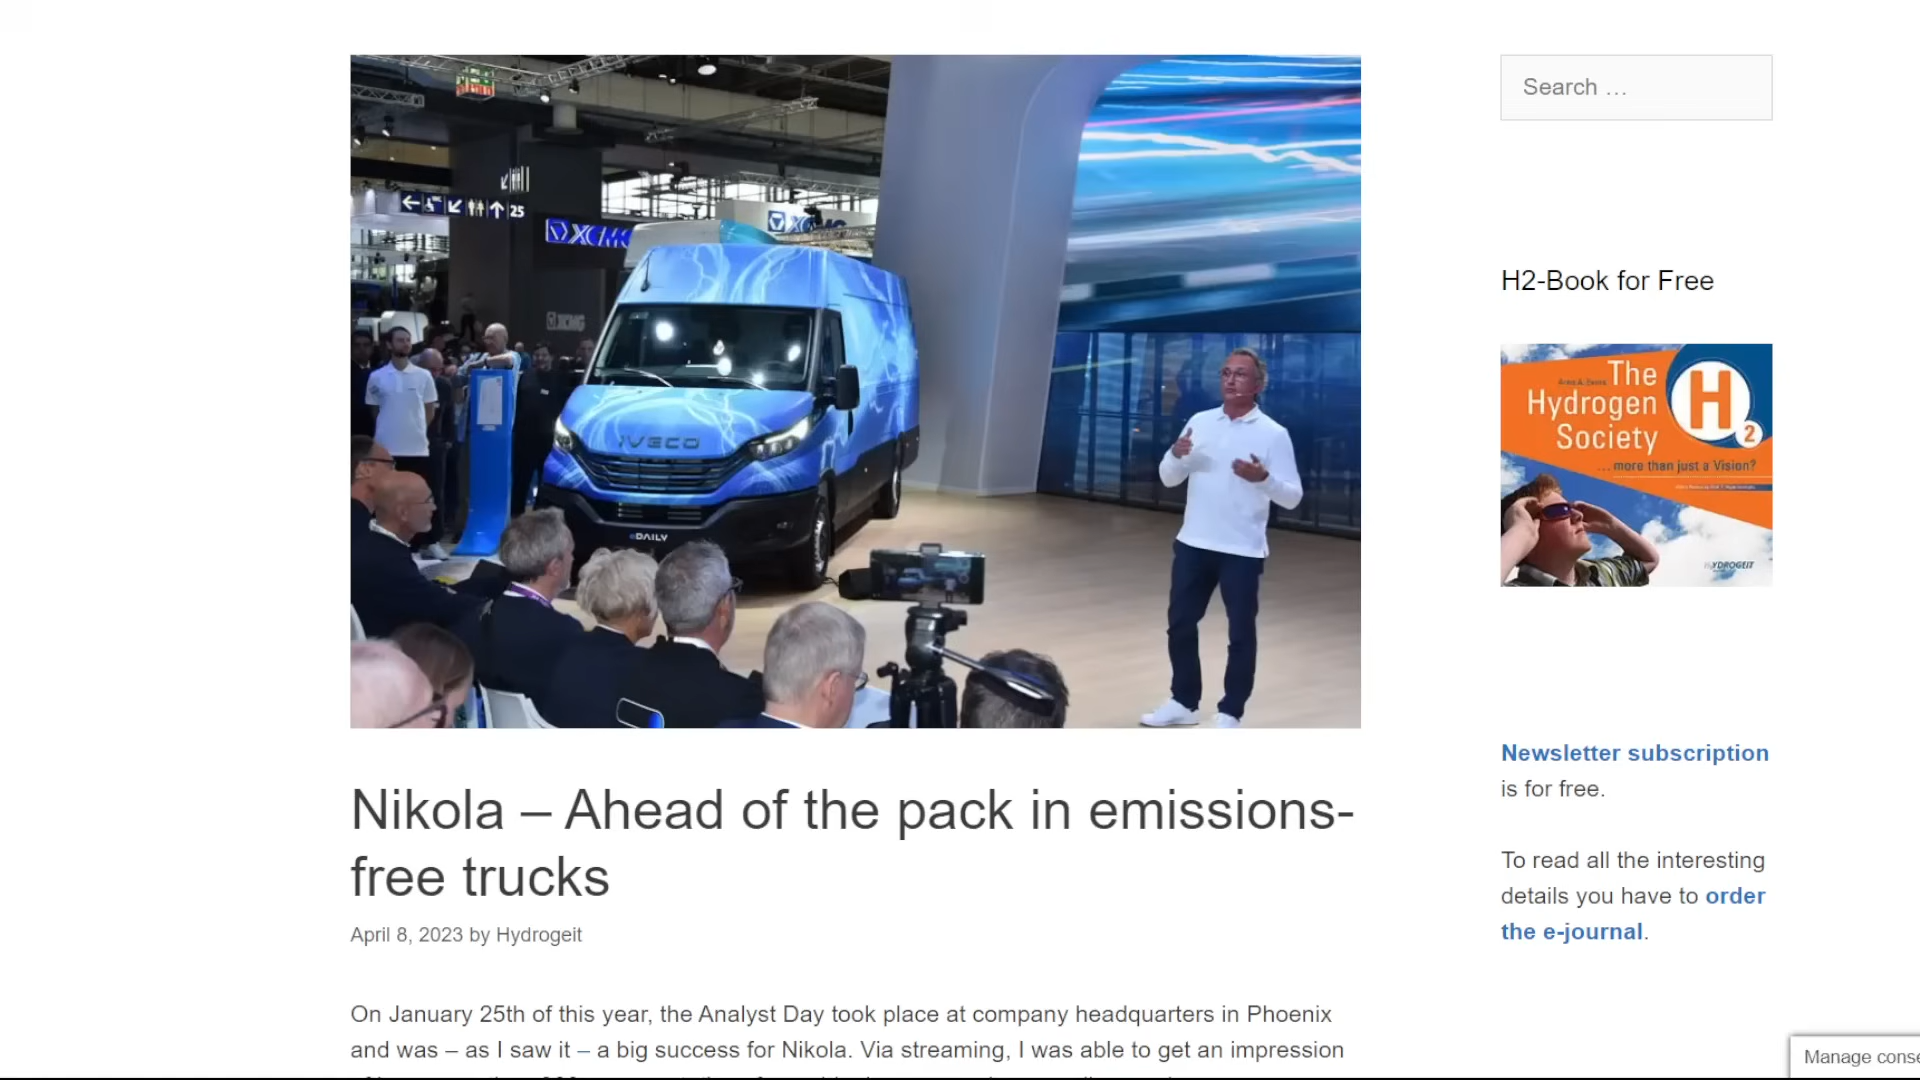 25
XCMG
XCMG
IVECO
eDAILY
Nikola – Ahead of the pack in emissions-
free trucks
April 8, 2023 by Hydrogeit
On January 25th of this year, the Analyst Day took place at company headquarters in Phoenix
and was – as I saw it – a big success for Nikola. Via streaming, I was able to get an impression
Search …
H2-Book for Free
The
Hydrogen
Society
H2
...more than just a Vision?
HYDROGEIT
Newsletter subscription
is for free.
To read all the interesting
details you have to order
the e-journal.
Manage conse